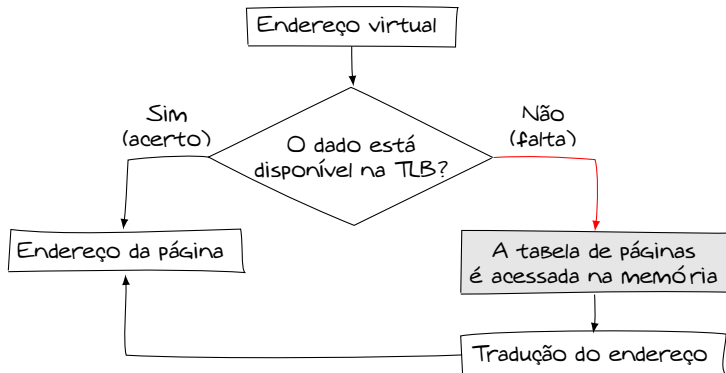 Endereço virtual
Sim
(acerto)
Não
(falta)
O dado está
disponível na TLB?
Endereço da página
A tabela de páginas
é acessada na memória
Tradução do endereço